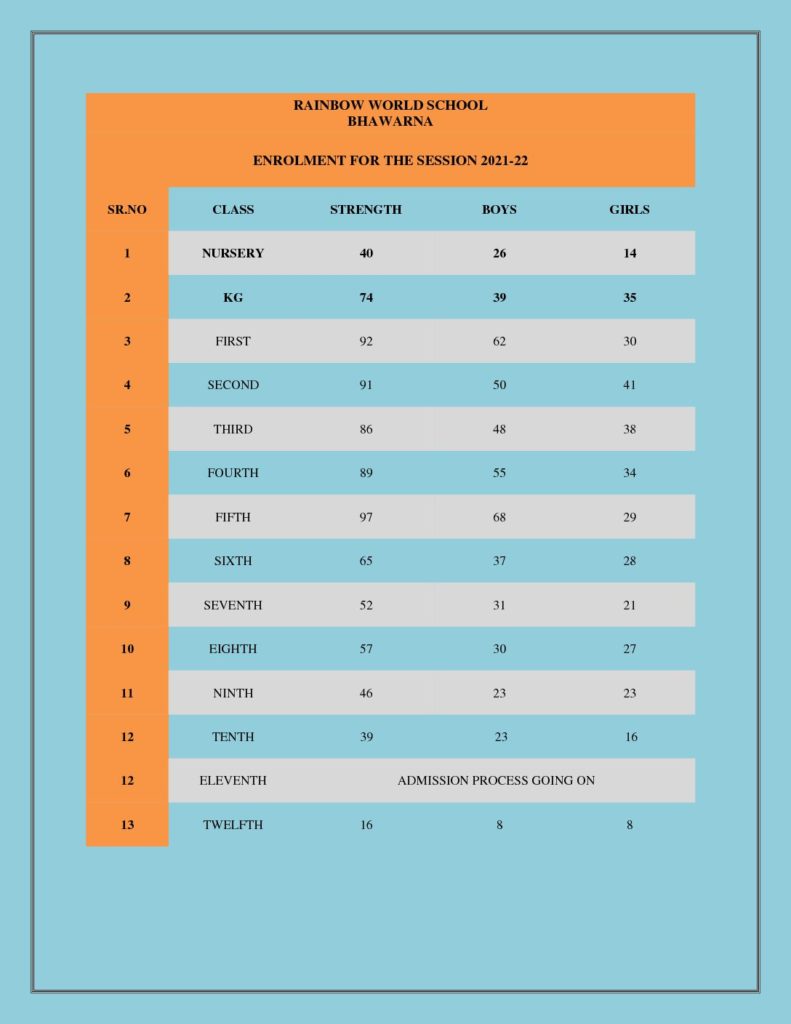 RAINBOW WORLD SCHOOL
BHAWARNA
ENROLMENT FOR THE SESSION 2021-22
SR.NO CLASS STRENGTH BOYS GIRLS
1 NURSERY 40 26 14
2 KG 74 39 35
3 FIRST 92 62 30
4 SECOND 91 50 41
5 THIRD 86 48 38
6 FOURTH 89 55 34
7 FIFTH 97 68 29
8 SIXTH 65 37 28
9 SEVENTH 52 31 21
10 EIGHTH 57 30 27
11 NINTH 46 23 23
12 TENTH 39 23 16
12 ELEVENTH ADMISSION PROCESS GOING ON
13 TWELFTH 16 8 8